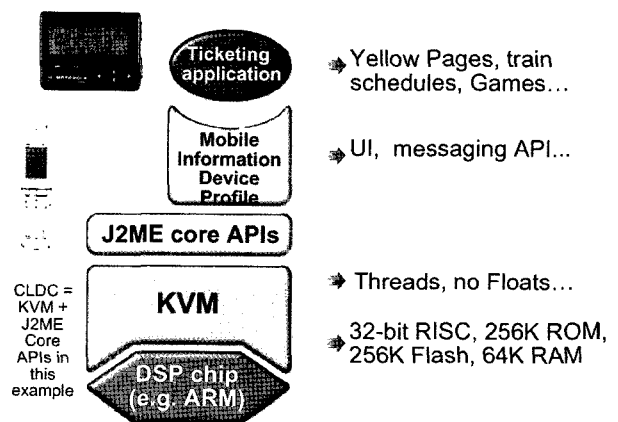 Ticketing
application
Yellow Pages, train
schedules, Games...
Mobile
Information
Device
Profile
UI, messaging API...
J2ME core APIs
CLDC =
KVM +
J2ME
Core
APIs in
this
example
KVM
Threads, no Floats...
32-bit RISC, 256K ROM,
256K Flash, 64K RAM
DSP chip
(e.g. ARM)